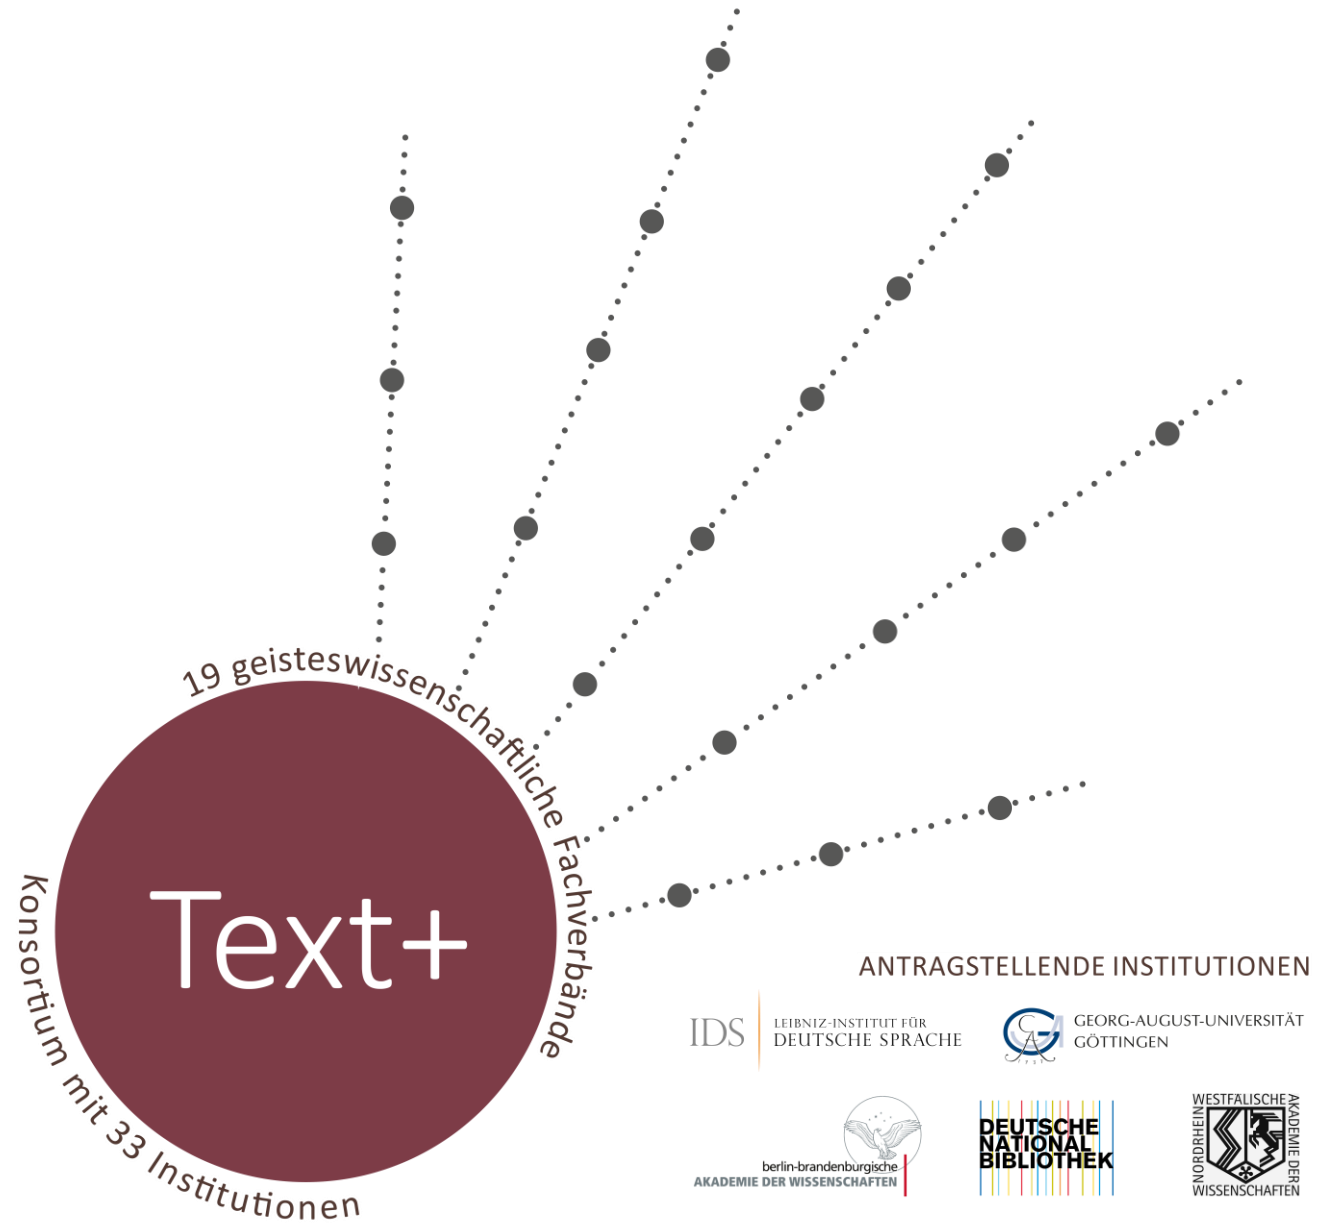 19 geisteswissenschaftliche Fachverbände
Text+
Konsortium mit 33 Institutionen
ANTRAGSTELLENDE INSTITUTIONEN
IDS
LEIBNIZ-INSTITUT FÜR
DEUTSCHE SPRACHE
GEORG-AUGUST-UNIVERSITÄT
GÖTTINGEN
berlin-brandenburgische
AKADEMIE DER WISSENSCHAFTEN
DEUTSCHE
NATIONAL
BIBLIOTHEK
NORDRHEIN
WESTFÄLISCHE
AKADEMIE DER
WISSENSCHAFTEN